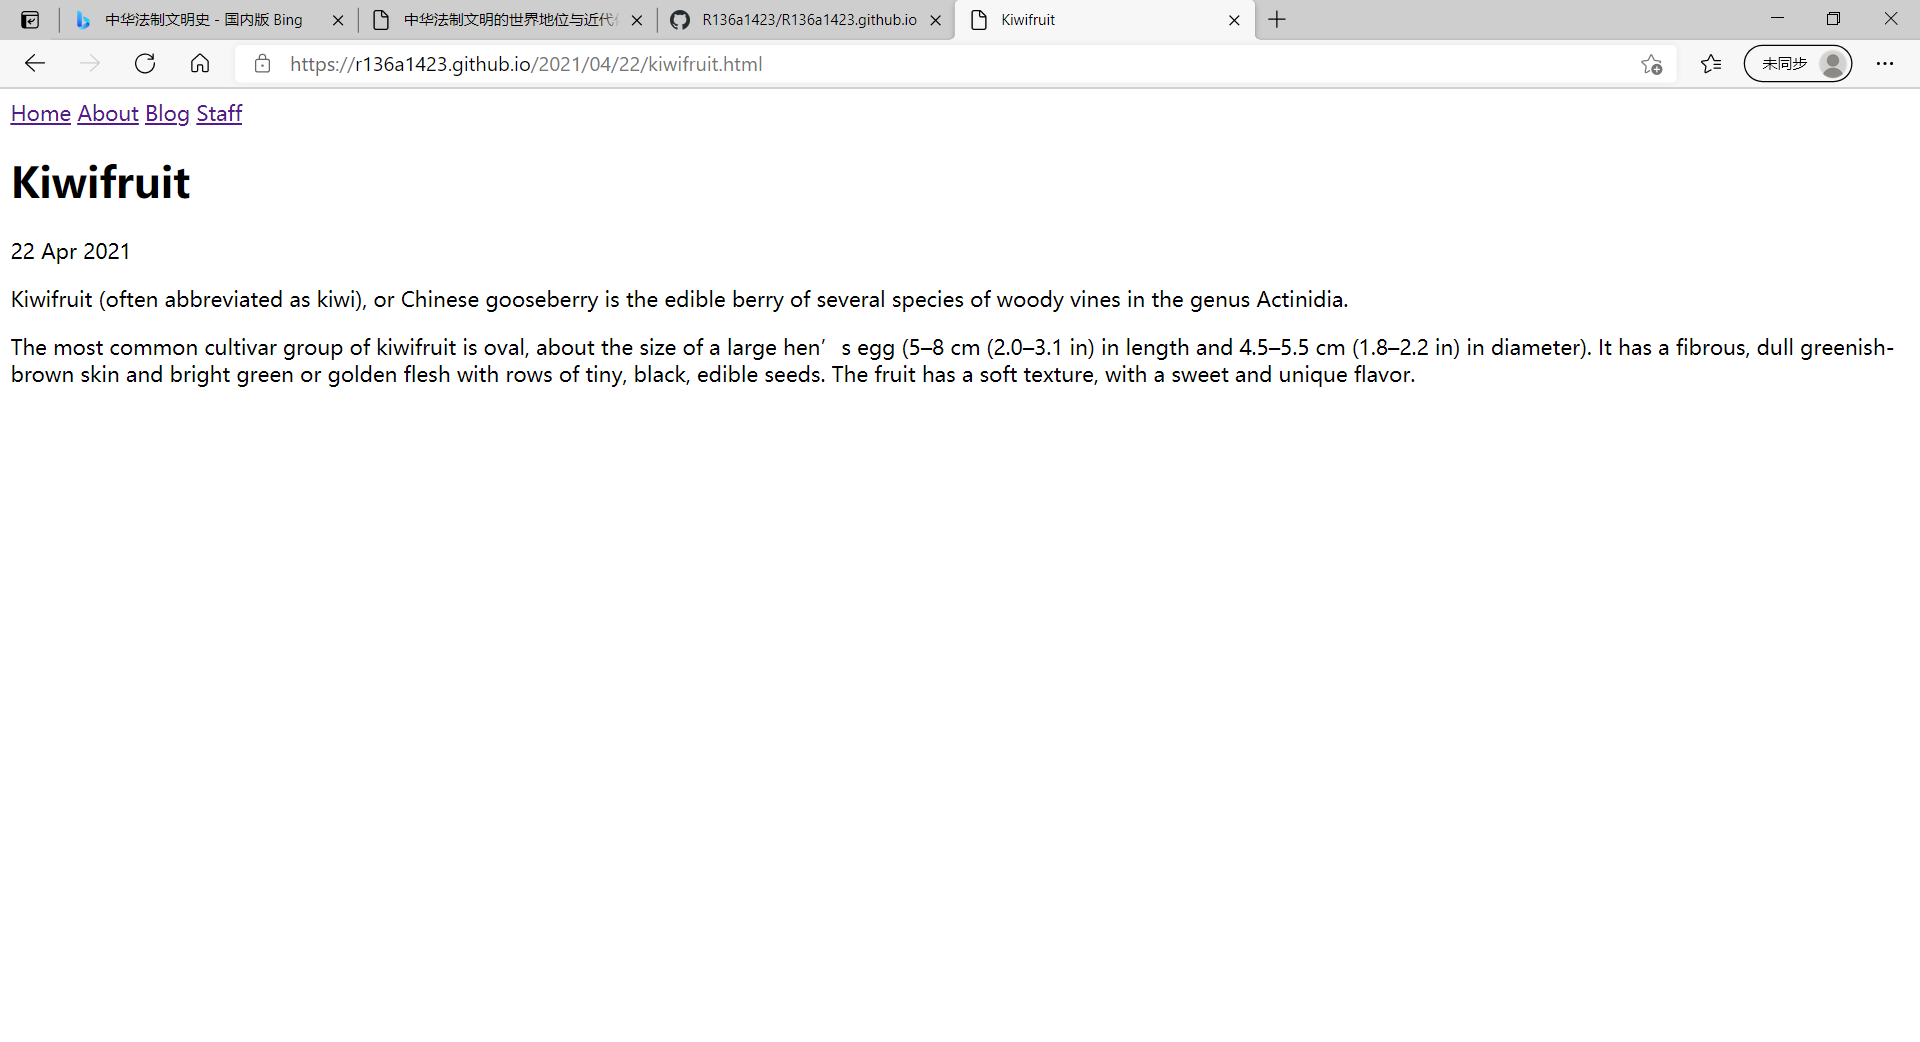 中华法制文明史 - 国内版 Bing
中华法制文明的世界地位与近代
R136a1423/R136a1423.github.io
Kiwifruit
https://r136a1423.github.io/2021/04/22/kiwifruit.html
未同步
Home About Blog Staff
Kiwifruit
22 Apr 2021
Kiwifruit (often abbreviated as kiwi), or Chinese gooseberry is the edible berry of several species of woody vines in the genus Actinidia.
The most common cultivar group of kiwifruit is oval, about the size of a large hen’s egg (5–8 cm (2.0–3.1 in) in length and 4.5–5.5 cm (1.8–2.2 in) in diameter). It has a fibrous, dull greenish-
brown skin and bright green or golden flesh with rows of tiny, black, edible seeds. The fruit has a soft texture, with a sweet and unique flavor.